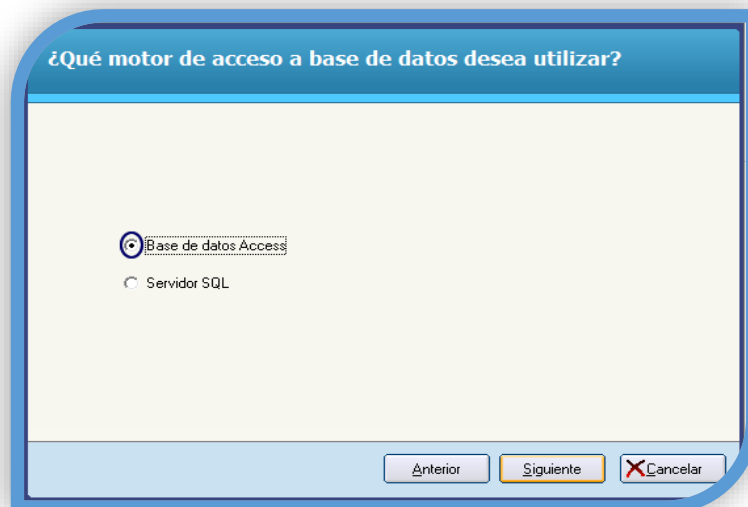 ¿Qué motor de acceso a base de datos desea utilizar?
Base de datos Access
Servidor SQL
Anterior
Siguiente
Cancelar